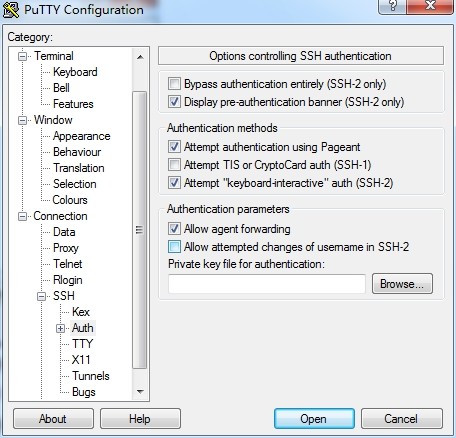 PuTTY Configuration
?
X
Category:
Terminal
Keyboard
Bell
Features
Window
Appearance
Behaviour
Translation
Selection
Colours
Connection
Data
Proxy
Telnet
Rlogin
SSH
Kex
Auth
TTY
X11
Tunnels
Bugs
Options controlling SSH authentication
Bypass authentication entirely (SSH-2 only)
Display pre-authentication banner (SSH-2 only)
Authentication methods
Attempt authentication using Pageant
Attempt TIS or CryptoCard auth (SSH-1)
Attempt "keyboard-interactive" auth (SSH-2)
Authentication parameters
Allow agent forwarding
Allow attempted changes of username in SSH-2
Private key file for authentication:
Browse...
About
Help
Open
Cancel